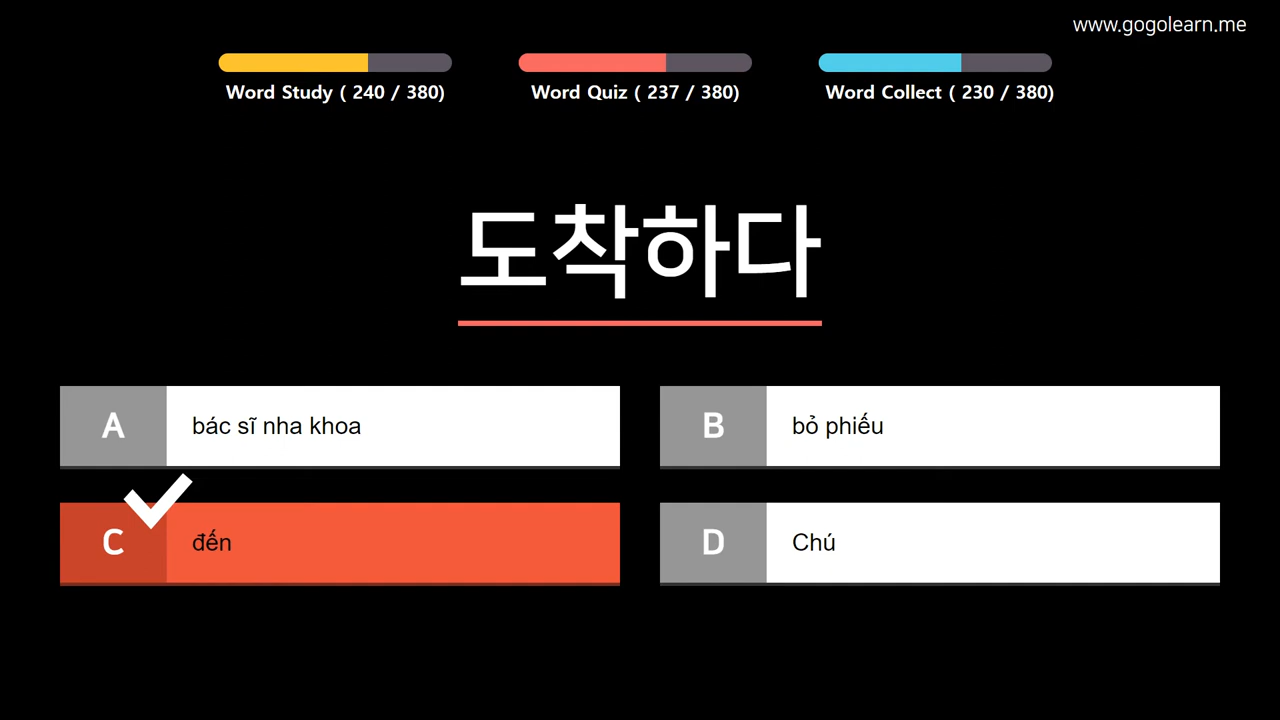 www.gogolearn.me
Word Study ( 240 / 380)
Word Quiz ( 237 / 380)
Word Collect ( 230 / 380)
도착하다
A
bác sĩ nha khoa
B
bỏ phiếu
C
đến
D
Chú